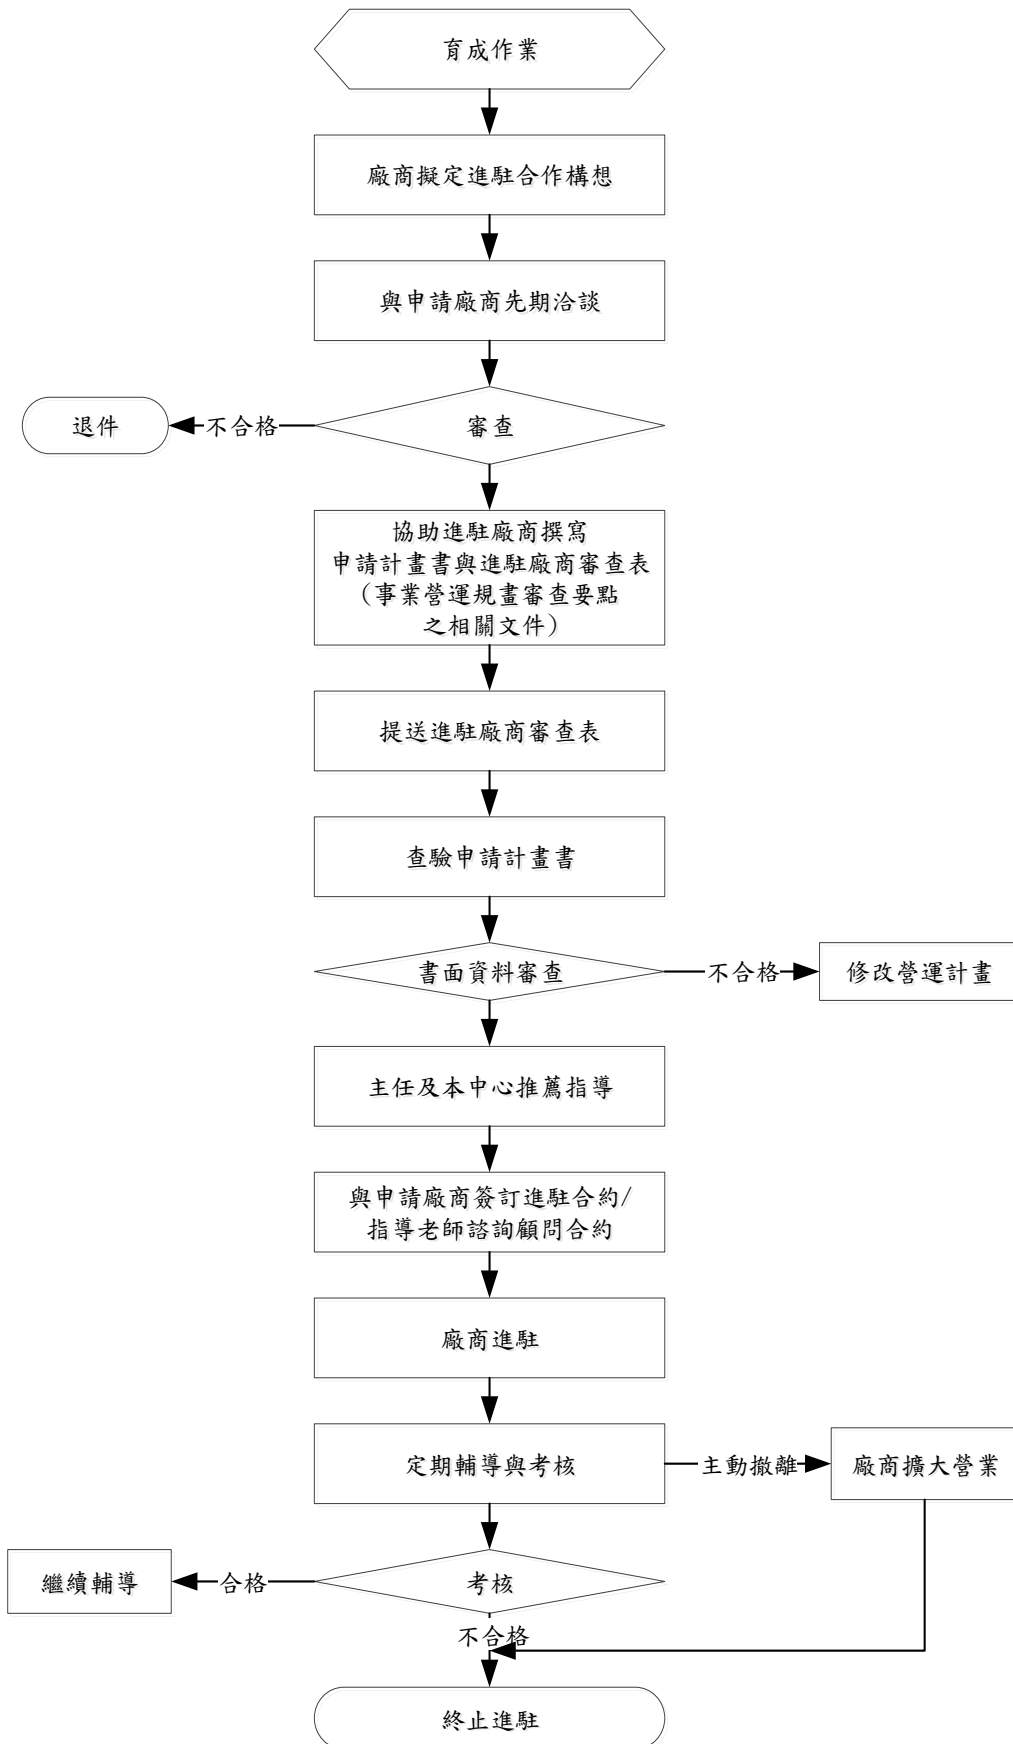 育成作業
廠商擬定進駐合作構想
與申請廠商先期洽談
退件
不合格
審查
協助進駐廠商撰寫
申請計畫書與進駐廠商審查表
（事業營運規畫審查要點
之相關文件）
提送進駐廠商審查表
查驗申請計畫書
書面資料審查
不合格
修改營運計畫
主任及本中心推薦指導
與申請廠商簽訂進駐合約/
指導老師諮詢顧問合約
廠商進駐
定期輔導與考核
主動撤離
廠商擴大營業
繼續輔導
合格
考核
不合格
終止進駐